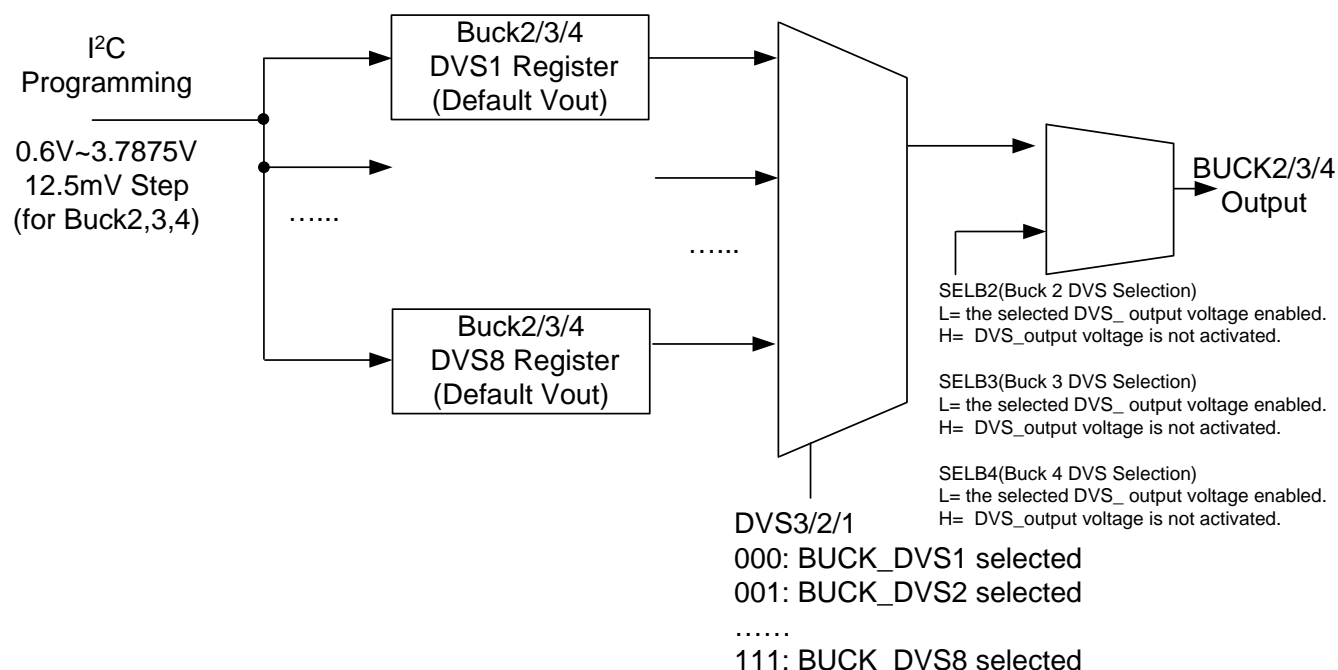 I²C
Programming
0.6V~3.7875V
12.5mV Step
(for Buck2,3,4)
Buck2/3/4
DVS1 Register
(Default Vout)
…...
…...
Buck2/3/4
DVS8 Register
(Default Vout)
BUCK2/3/4
Output
SELB2(Buck 2 DVS Selection)
L= the selected DVS_ output voltage enabled.
H=  DVS_output voltage is not activated.
SELB3(Buck 3 DVS Selection)
L= the selected DVS_ output voltage enabled.
H=  DVS_output voltage is not activated.
SELB4(Buck 4 DVS Selection)
L= the selected DVS_ output voltage enabled.
H=  DVS_output voltage is not activated.
DVS3/2/1
000: BUCK_DVS1 selected
001: BUCK_DVS2 selected
……
111: BUCK_DVS8 selected